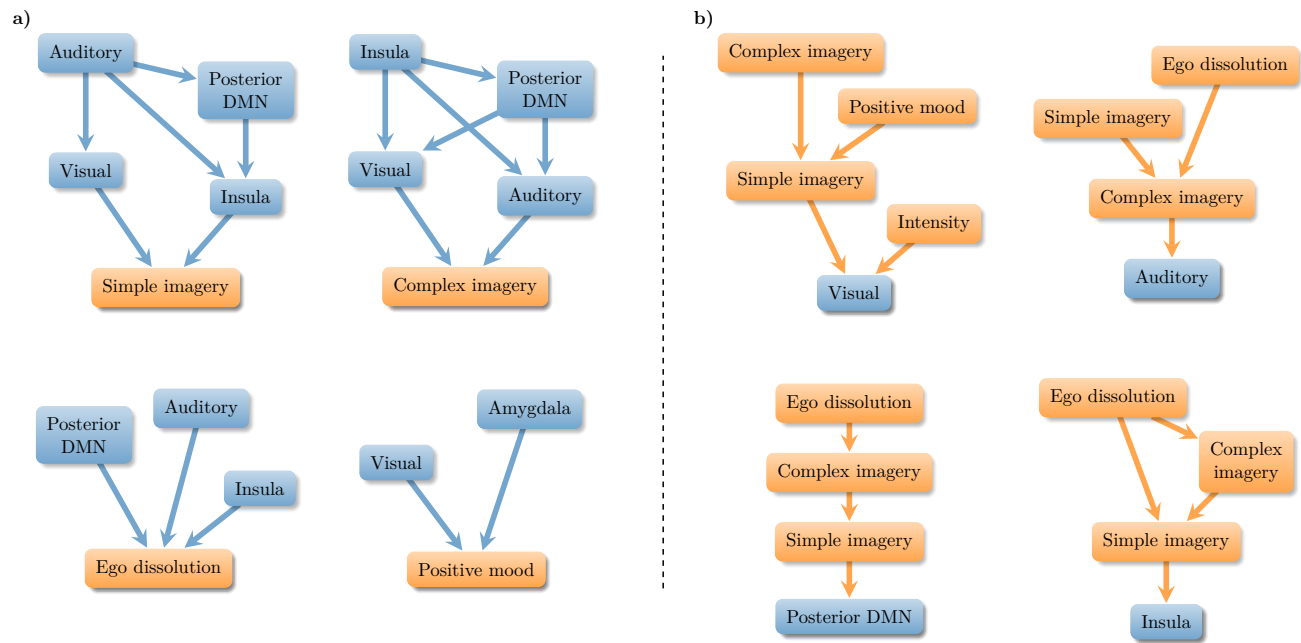 a)
Auditory
Posterior
DMN
Visual
Insula
Simple imagery
Insula
Posterior
DMN
Visual
Auditory
Complex imagery
Posterior
DMN
Auditory
Insula
Ego dissolution
Amygdala
Visual
Positive mood
b)
Complex imagery
Positive mood
Simple imagery
Intensity
Visual
Ego dissolution
Simple imagery
Complex imagery
Auditory
Ego dissolution
Complex imagery
Simple imagery
Posterior DMN
Ego dissolution
Complex
imagery
Simple imagery
Insula